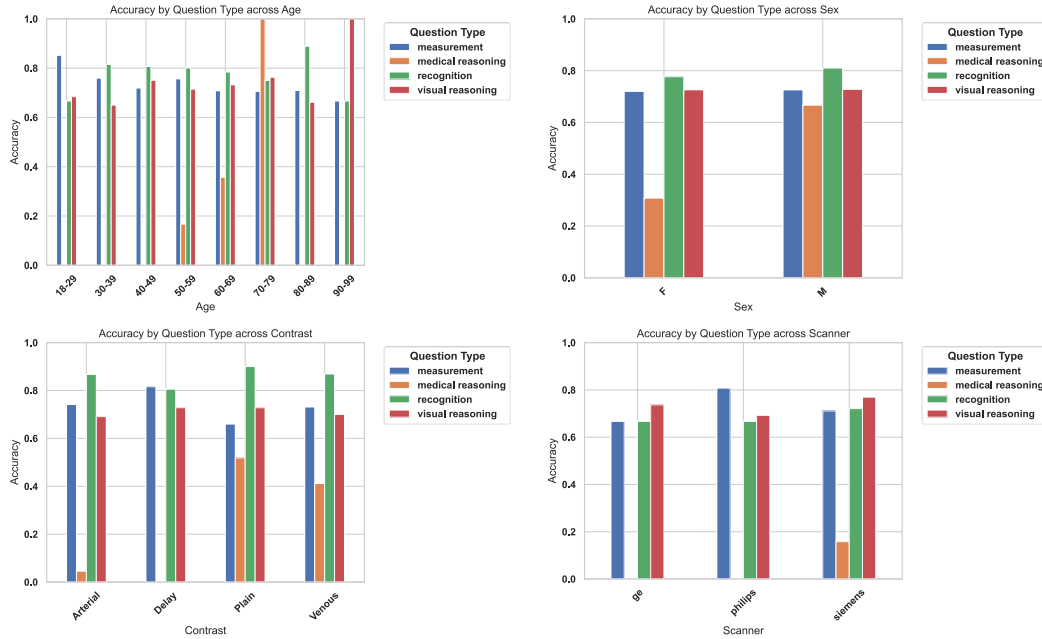 Accuracy by Question Type across Age
1.0
0.8
0.6
0.4
0.2
0.0
Accuracy
18-29
30-39
40-49
50-59
60-69
70-79
80-89
90-99
Age
Question Type
measurement
medical reasoning
recognition
visual reasoning
Accuracy by Question Type across Sex
1.0
0.8
0.6
0.4
0.2
0.0
Accuracy
F
M
Sex
Question Type
measurement
medical reasoning
recognition
visual reasoning
Accuracy by Question Type across Contrast
1.0
0.8
0.6
0.4
0.2
0.0
Accuracy
Arterial
Delay
Plain
Venous
Contrast
Question Type
measurement
medical reasoning
recognition
visual reasoning
Accuracy by Question Type across Scanner
1.0
0.8
0.6
0.4
0.2
0.0
Accuracy
ge
philips
siemens
Scanner
Question Type
measurement
medical reasoning
recognition
visual reasoning